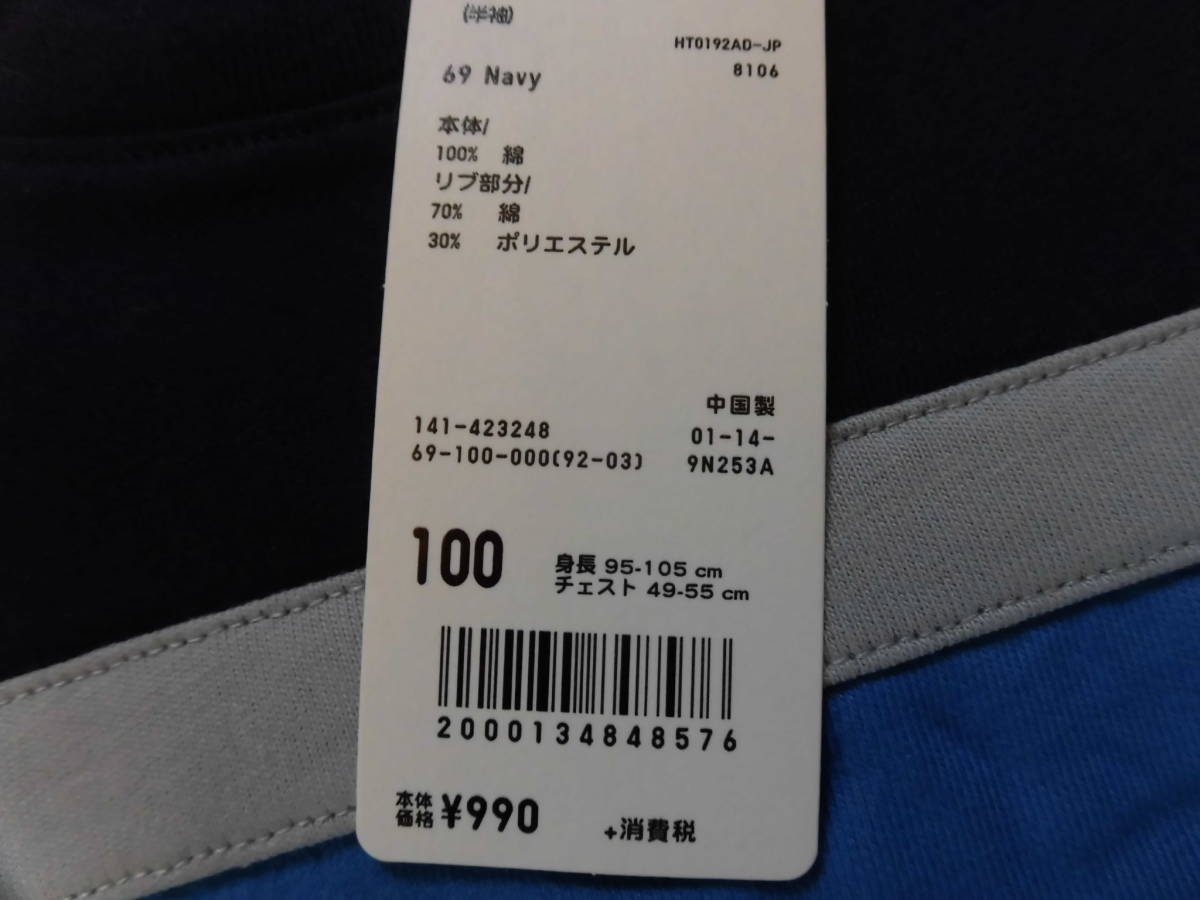 (半袖)
HT0192AD-JP
69 Navy
8106
本体/
100% 綿
リブ部分/
70% 綿
30% ポリエステル
中国製
141-423248
01-14-
69-100-000(92-03)
9N253A
100
身長 95-105 cm
チェスト 49-55 cm
2000134848576
本体価格 ¥990
+消費税